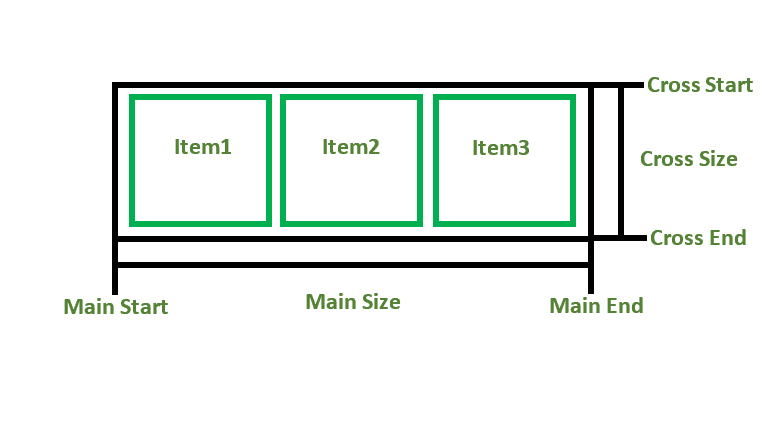 Cross Start
Item1 Item2 Item3
Cross Size
Cross End
Main Start Main Size Main End